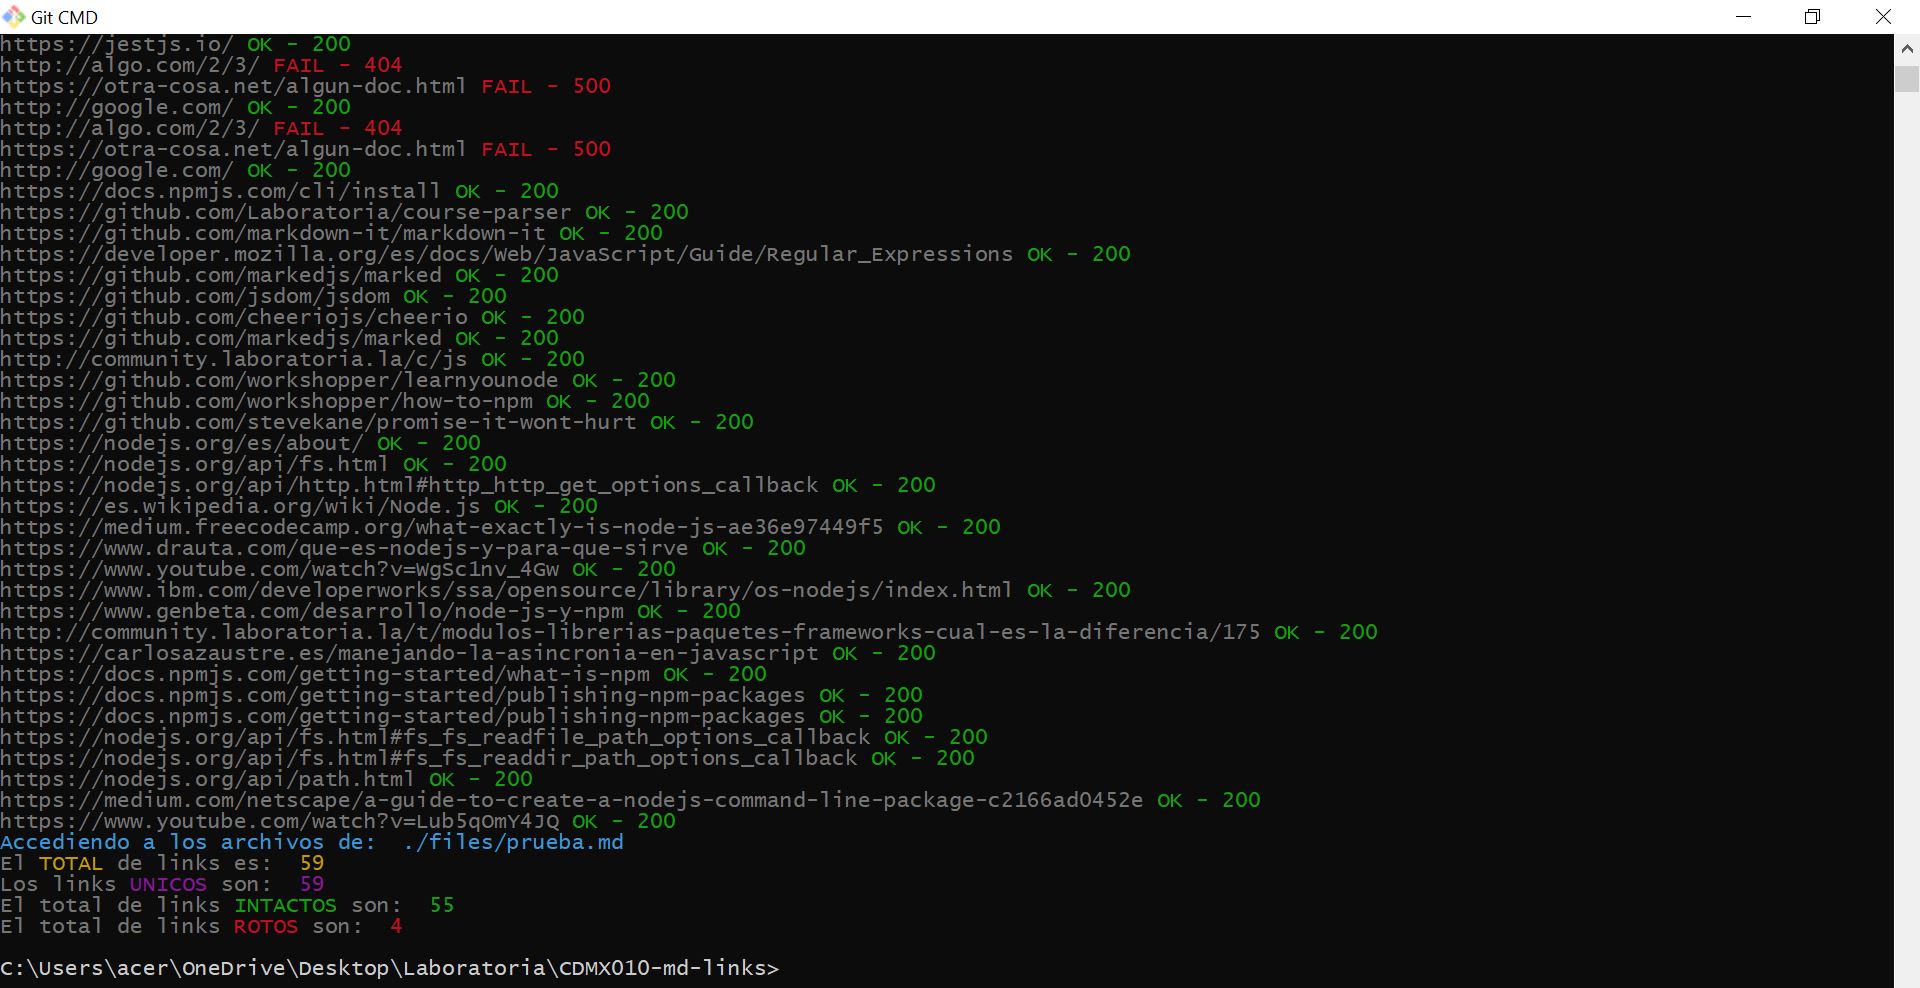 Git CMD
https://jestjs.io/ OK - 200
http://algo.com/2/3/ FAIL - 404
https://otra-cosa.net/algun-doc.html FAIL - 500
http://google.com/ OK - 200
http://algo.com/2/3/ FAIL - 404
https://otra-cosa.net/algun-doc.html FAIL - 500
http://google.com/ OK - 200
https://docs.npmjs.com/cli/install OK - 200
https://github.com/Laboratoria/course-parser OK - 200
https://github.com/markdown-it/markdown-it OK - 200
https://developer.mozilla.org/es/docs/Web/JavaScript/Guide/Regular_Expressions OK - 200
https://github.com/markedjs/marked OK - 200
https://github.com/jsdom/jsdom OK - 200
https://github.com/cheeriojs/cheerio OK - 200
https://github.com/markedjs/marked OK - 200
http://community.laboratoria.la/c/js OK - 200
https://github.com/workshopper/learnyounode OK - 200
https://github.com/workshopper/how-to-npm OK - 200
https://github.com/stevekane/promise-it-wont-hurt OK - 200
https://nodejs.org/es/about/ OK - 200
https://nodejs.org/api/fs.html OK - 200
https://nodejs.org/api/http.html#http_http_get_options_callback OK - 200
https://es.wikipedia.org/wiki/Node.js OK - 200
https://medium.freecodecamp.org/what-exactly-is-node-js-ae36e97449f5 OK - 200
https://www.drauta.com/que-es-nodejs-y-para-que-sirve OK - 200
https://www.youtube.com/watch?v=WgSc1nv_4Gw OK - 200
https://www.ibm.com/developerworks/ssa/opensource/library/os-nodejs/index.html OK - 200
https://www.genbeta.com/desarrollo/node-js-y-npm OK - 200
http://community.laboratoria.la/t/modulos-librerias-paquetes-frameworks-cual-es-la-diferencia/175 OK - 200
https://carlosazaustre.es/manejando-la-asincronia-en-javascript OK - 200
https://docs.npmjs.com/getting-started/what-is-npm OK - 200
https://docs.npmjs.com/getting-started/publishing-npm-packages OK - 200
https://docs.npmjs.com/getting-started/publishing-npm-packages OK - 200
https://nodejs.org/api/fs.html#fs_fs_readfile_path_options_callback OK - 200
https://nodejs.org/api/fs.html#fs_fs_readdir_path_options_callback OK - 200
https://nodejs.org/api/path.html OK - 200
https://medium.com/netscape/a-guide-to-create-a-nodejs-command-line-package-c2166ad0452e OK - 200
https://www.youtube.com/watch?v=Lub5qOmY4JQ OK - 200
Accediendo a los archivos de:  ./files/prueba.md
El TOTAL de links es:  59
Los links UNICOS son:  59
El total de links INTACTOS son:  55
El total de links ROTOS son:  4
C:\Users\acer\OneDrive\Desktop\Laboratoria\CDMX010-md-links>